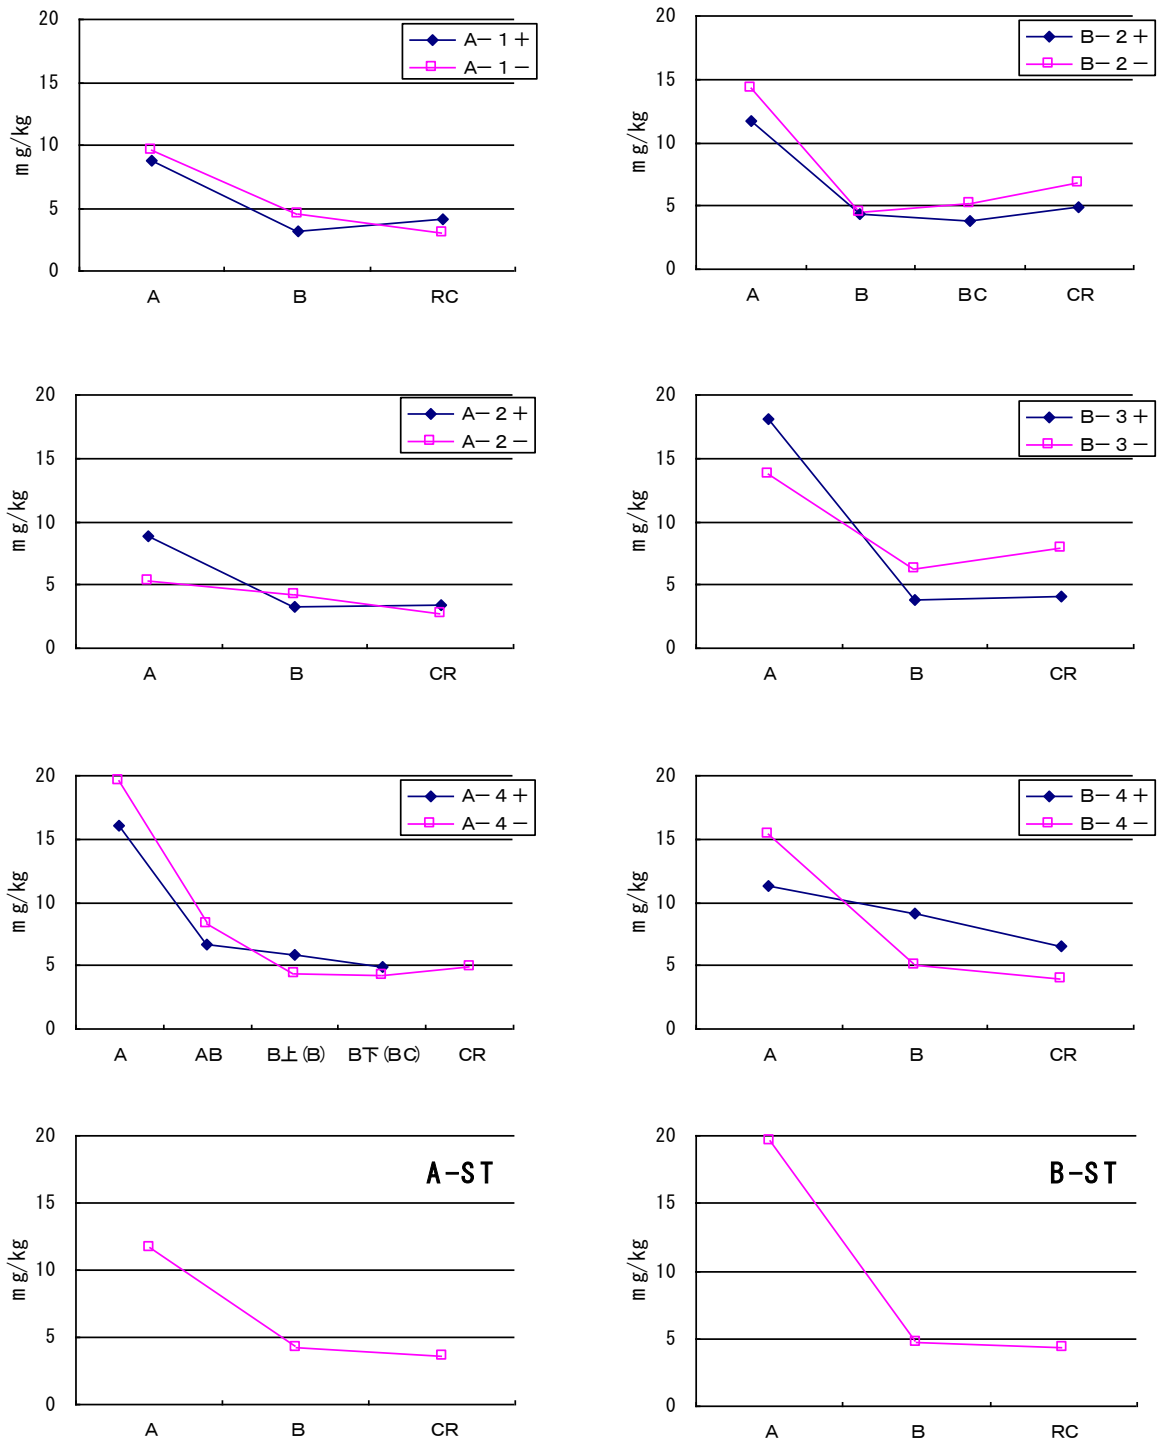 20
15
10
5
0
mg/kg
A-1+
A-1-
A B RC
20
15
10
5
0
mg/kg
B-2+
B-2-
A B BC CR
20
15
10
5
0
mg/kg
A-2+
A-2-
A B CR
20
15
10
5
0
mg/kg
B-3+
B-3-
A B CR
20
15
10
5
0
mg/kg
A-4+
A-4-
A AB B上(B) B下(BC) CR
20
15
10
5
0
mg/kg
B-4+
B-4-
A B CR
20
15
10
5
0
mg/kg
A-ST
A B CR
20
15
10
5
0
mg/kg
B-ST
A B RC